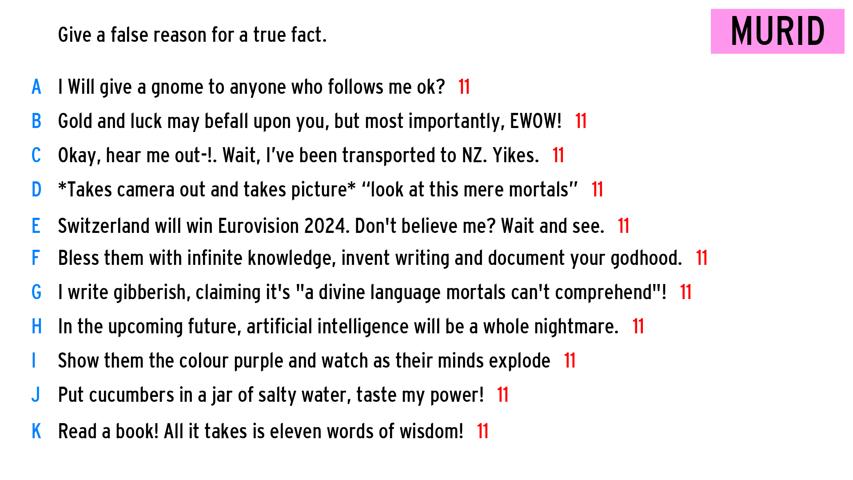 Give a false reason for a true fact.
MURID
A I Will give a gnome to anyone who follows me ok? 11
B Gold and luck may befall upon you, but most importantly, EWOW! 11
C Okay, hear me out-!. Wait, I've been transported to NZ. Yikes. 11
D *Takes camera out and takes picture* “look at this mere mortals” 11
E Switzerland will win Eurovision 2024. Don't believe me? Wait and see. 11
F Bless them with infinite knowledge, invent writing and document your godhood. 11
G I write gibberish, claiming it's "a divine language mortals can't comprehend"! 11
H In the upcoming future, artificial intelligence will be a whole nightmare. 11
I Show them the colour purple and watch as their minds explode 11
J Put cucumbers in a jar of salty water, taste my power! 11
K Read a book! All it takes is eleven words of wisdom! 11